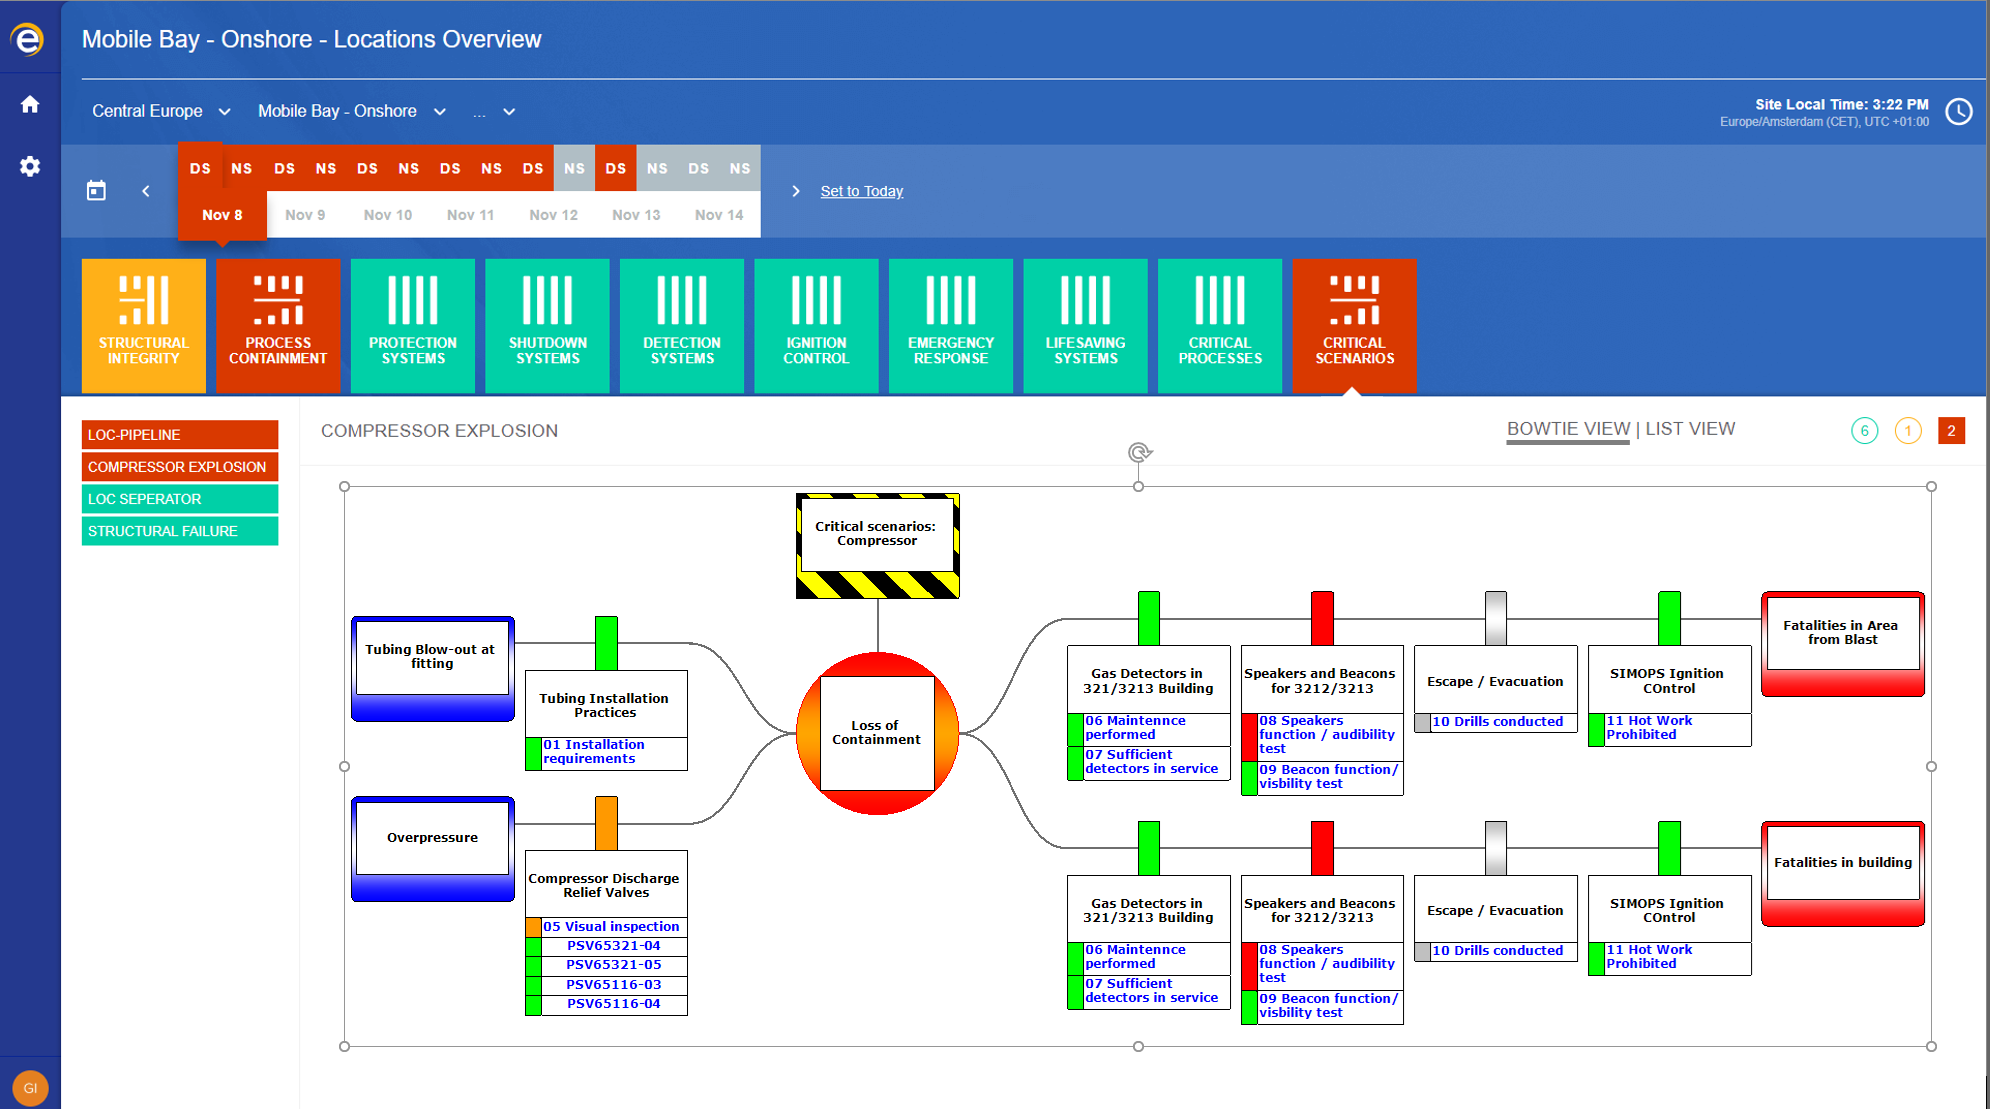 e
Mobile Bay - Onshore - Locations Overview
Central Europe Mobile Bay - Onshore ...
Site Local Time: 3:22 PM
Europe/Amsterdam (CET), UTC +01:00
DS NS DS NS DS NS DS NS DS NS DS NS DS NS
Nov 8 Nov 9 Nov 10 Nov 11 Nov 12 Nov 13 Nov 14
Set to Today
STRUCTURAL
INTEGRITY
PROCESS
CONTAINMENT
PROTECTION
SYSTEMS
SHUTDOWN
SYSTEMS
DETECTION
SYSTEMS
IGNITION
CONTROL
EMERGENCY
RESPONSE
LIFESAVING
SYSTEMS
CRITICAL
PROCESSES
CRITICAL
SCENARIOS
LOC-PIPELINE
COMPRESSOR EXPLOSION
LOC SEPERATOR
STRUCTURAL FAILURE
COMPRESSOR EXPLOSION
BOWTIE VIEW | LIST VIEW
6 1 2
Critical scenarios:
Compressor
Tubing Blow-out at
fitting
Tubing Installation
Practices
01 Installation
requirements
Overpressure
Compressor Discharge
Relief Valves
05 Visual inspection
PSV65321-04
PSV65321-05
PSV65116-03
PSV65116-04
Loss of
Containment
Gas Detectors in
321/3213 Building
06 Maintennce
performed
07 Sufficient
detectors in service
Speakers and Beacons
for 3212/3213
08 Speakers
function / audibility
test
09 Beacon function/
visbility test
Escape / Evacuation
10 Drills conducted
SIMOPS Ignition
COntrol
11 Hot Work
Prohibited
Fatalities in Area
from Blast
Gas Detectors in
321/3213 Building
06 Maintennce
performed
07 Sufficient
detectors in service
Speakers and Beacons
for 3212/3213
08 Speakers
function / audibility
test
09 Beacon function/
visbility test
Escape / Evacuation
10 Drills conducted
SIMOPS Ignition
COntrol
11 Hot Work
Prohibited
Fatalities in building
GI